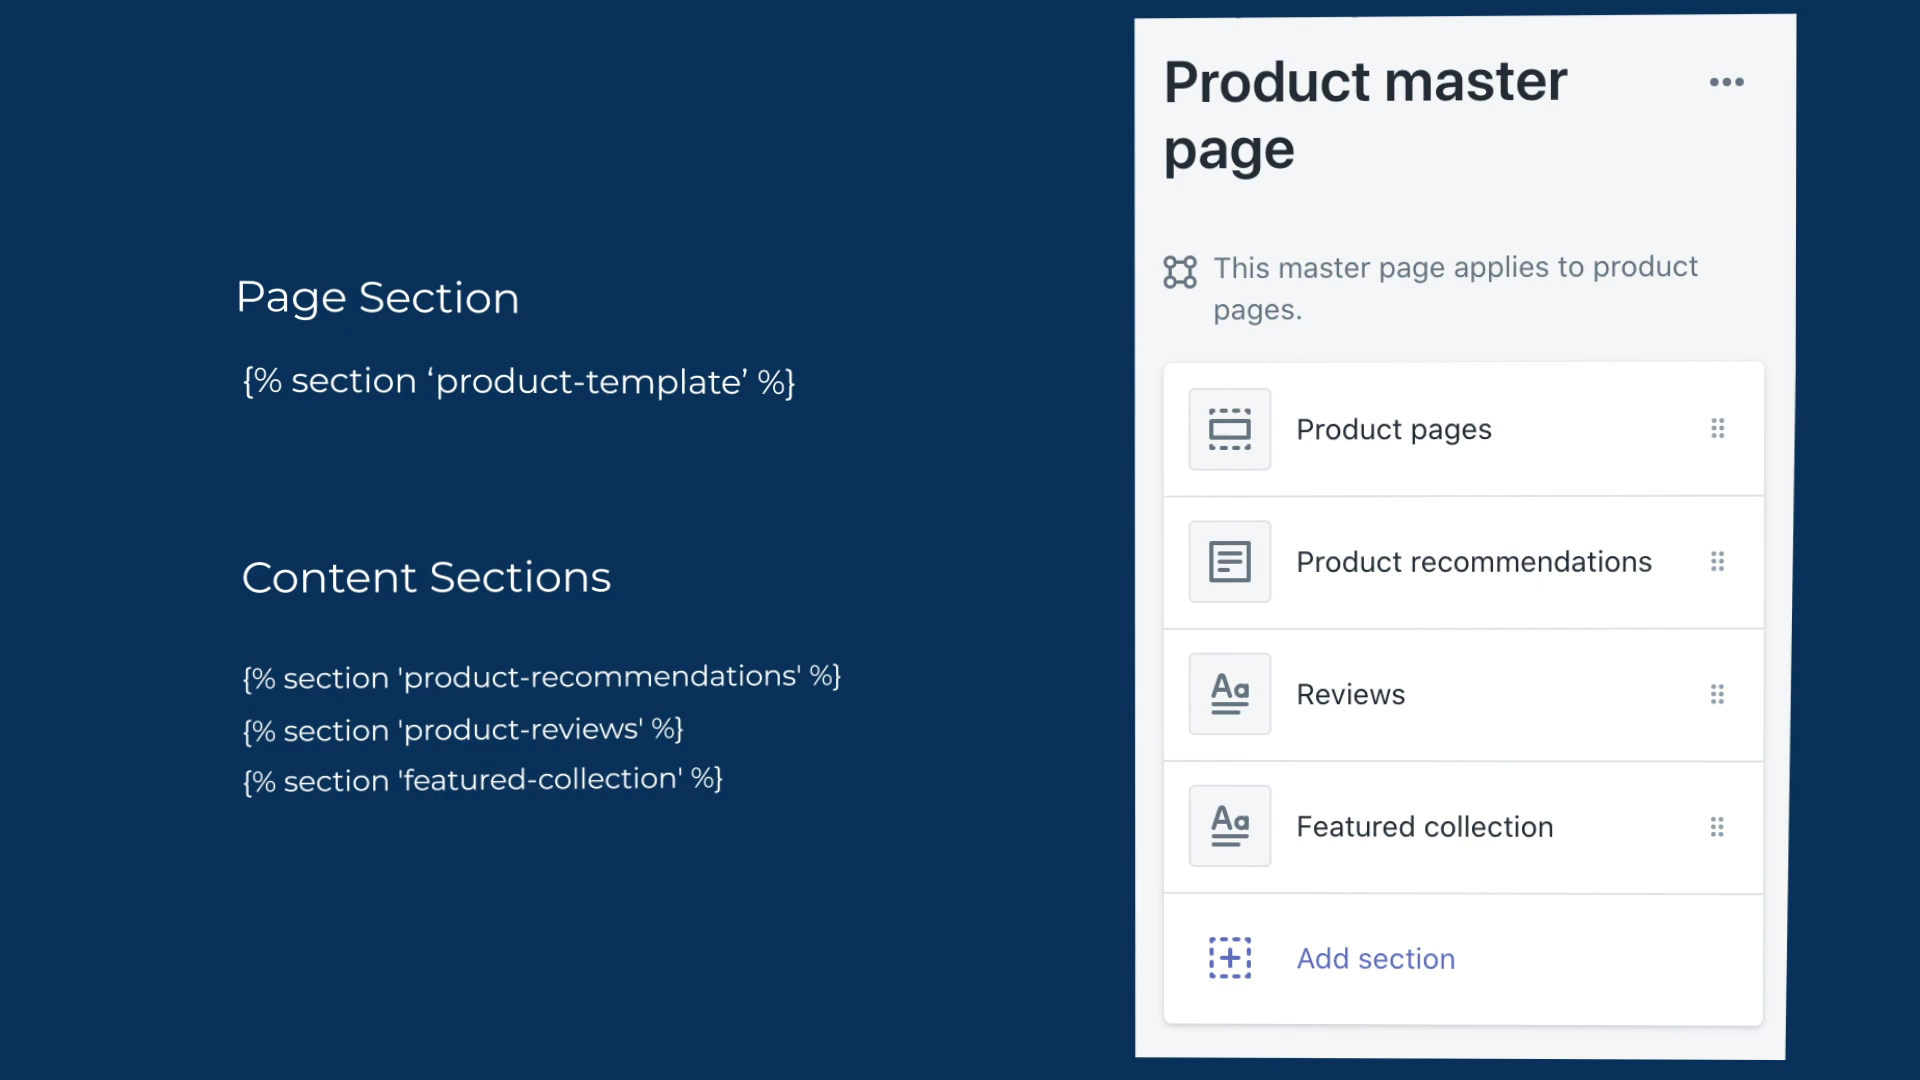 Page Section
{% section ‘product-template’ %}
Content Sections
{% section 'product-recommendations' %}
{% section 'product-reviews' %}
{% section 'featured-collection' %}
Product master
page
This master page applies to product
pages.
Product pages
Product recommendations
Aa
Reviews
Aa
Featured collection
Add section